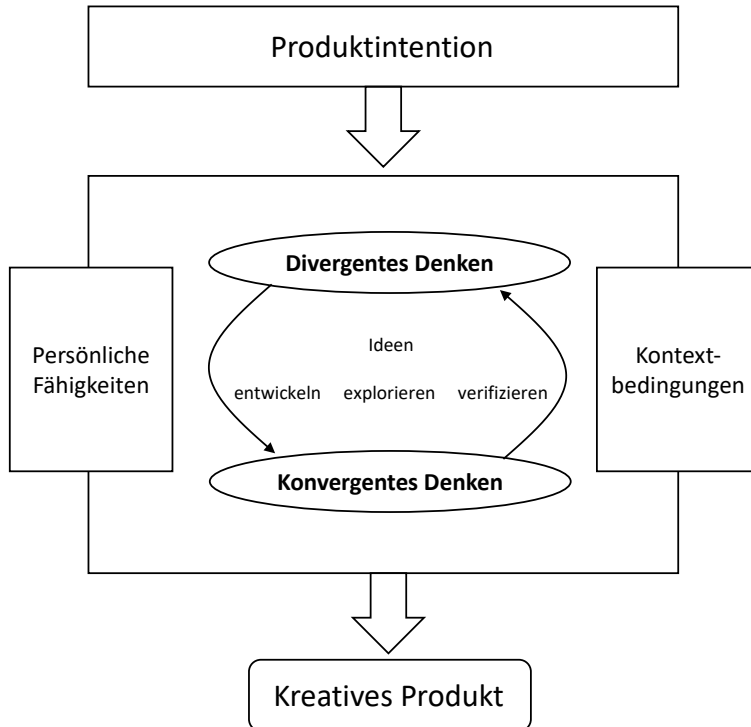 Produktintention
Divergentes Denken
Persönliche
Fähigkeiten
Ideen
entwickeln explorieren verifizieren
Kontext-
bedingungen
Konvergentes Denken
Kreatives Produkt